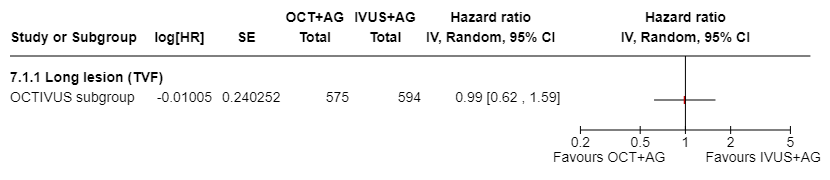 OCT+AG IVUS+AG Hazard ratio Hazard ratio
Study or Subgroup log[HR] SE Total Total IV, Random, 95% CI IV, Random, 95% CI
7.1.1 Long lesion (TVF)
OCTIVUS subgroup -0.01005 0.240252 575 594 0.99 [0.62 , 1.59]
0.2 0.5 1 2 5
Favours OCT+AG Favours IVUS+AG